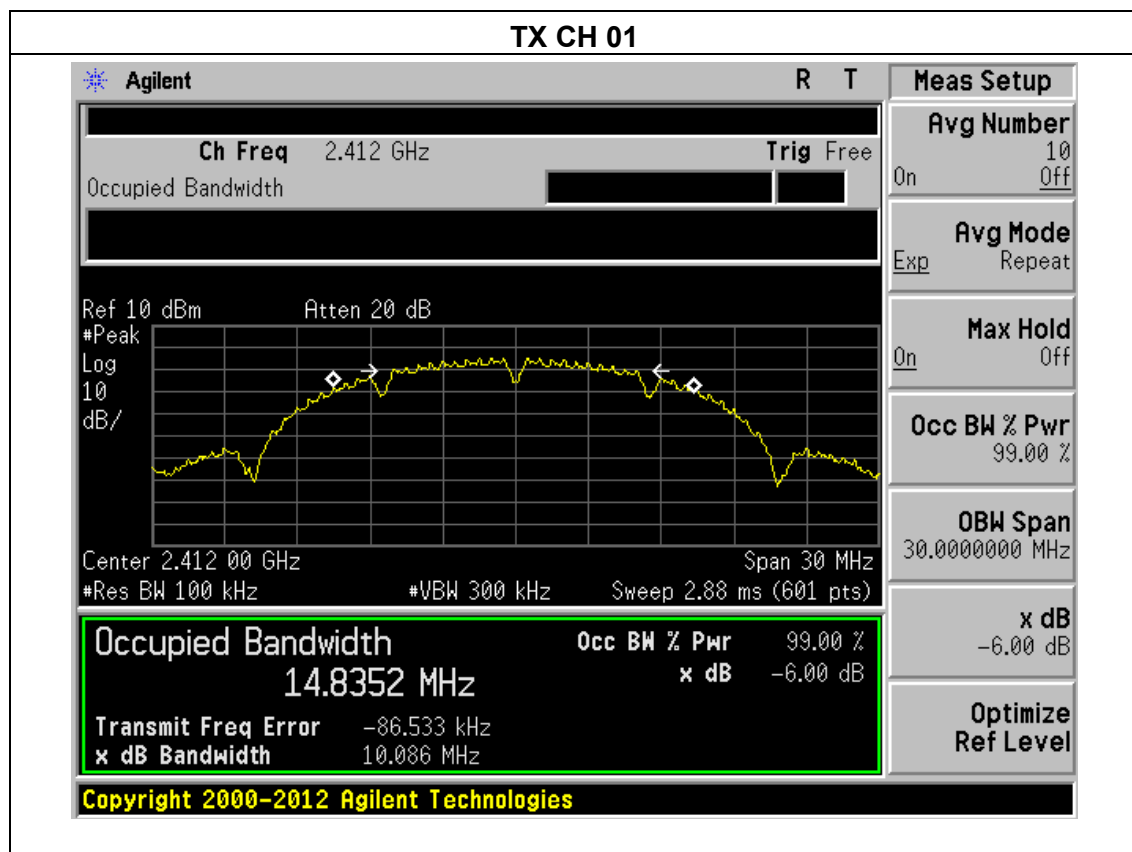 TX CH 01
Agilent R T
Ch Freq 2.412 GHz Trig Free
Occupied Bandwidth
Ref 10 dBm Atten 20 dB
#Peak
Log
10
dB/
Center 2.412 00 GHz Span 30 MHz
#Res BW 100 kHz #VBW 300 kHz Sweep 2.88 ms (601 pts)
Occupied Bandwidth Occ BW % Pwr 99.00 %
14.8352 MHz x dB -6.00 dB
Transmit Freq Error -86.533 kHz
x dB Bandwidth 10.086 MHz
Copyright 2000-2012 Agilent Technologies
Meas Setup
Avg Number
10
On Off
Avg Mode
Exp Repeat
Max Hold
On Off
Occ BW % Pwr
99.00 %
OBW Span
30.0000000 MHz
x dB
-6.00 dB
Optimize
Ref Level